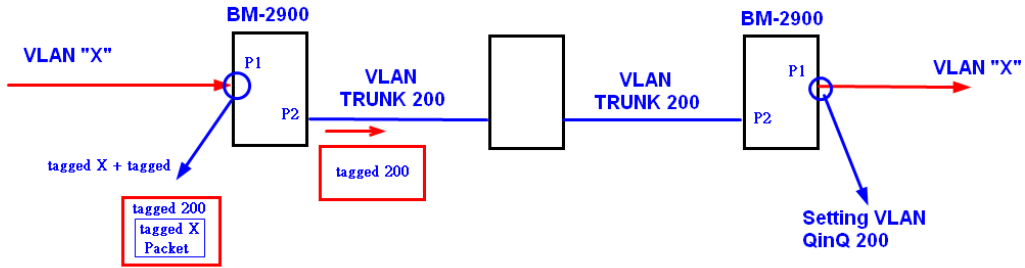 BM-2900
BM-2900
VLAN "X"
P1
P2
VLAN
TRUNK 200
VLAN
TRUNK 200
P1
P2
VLAN "X"
tagged X + tagged
tagged 200
tagged X
Packet
tagged 200
Setting VLAN
QinQ 200